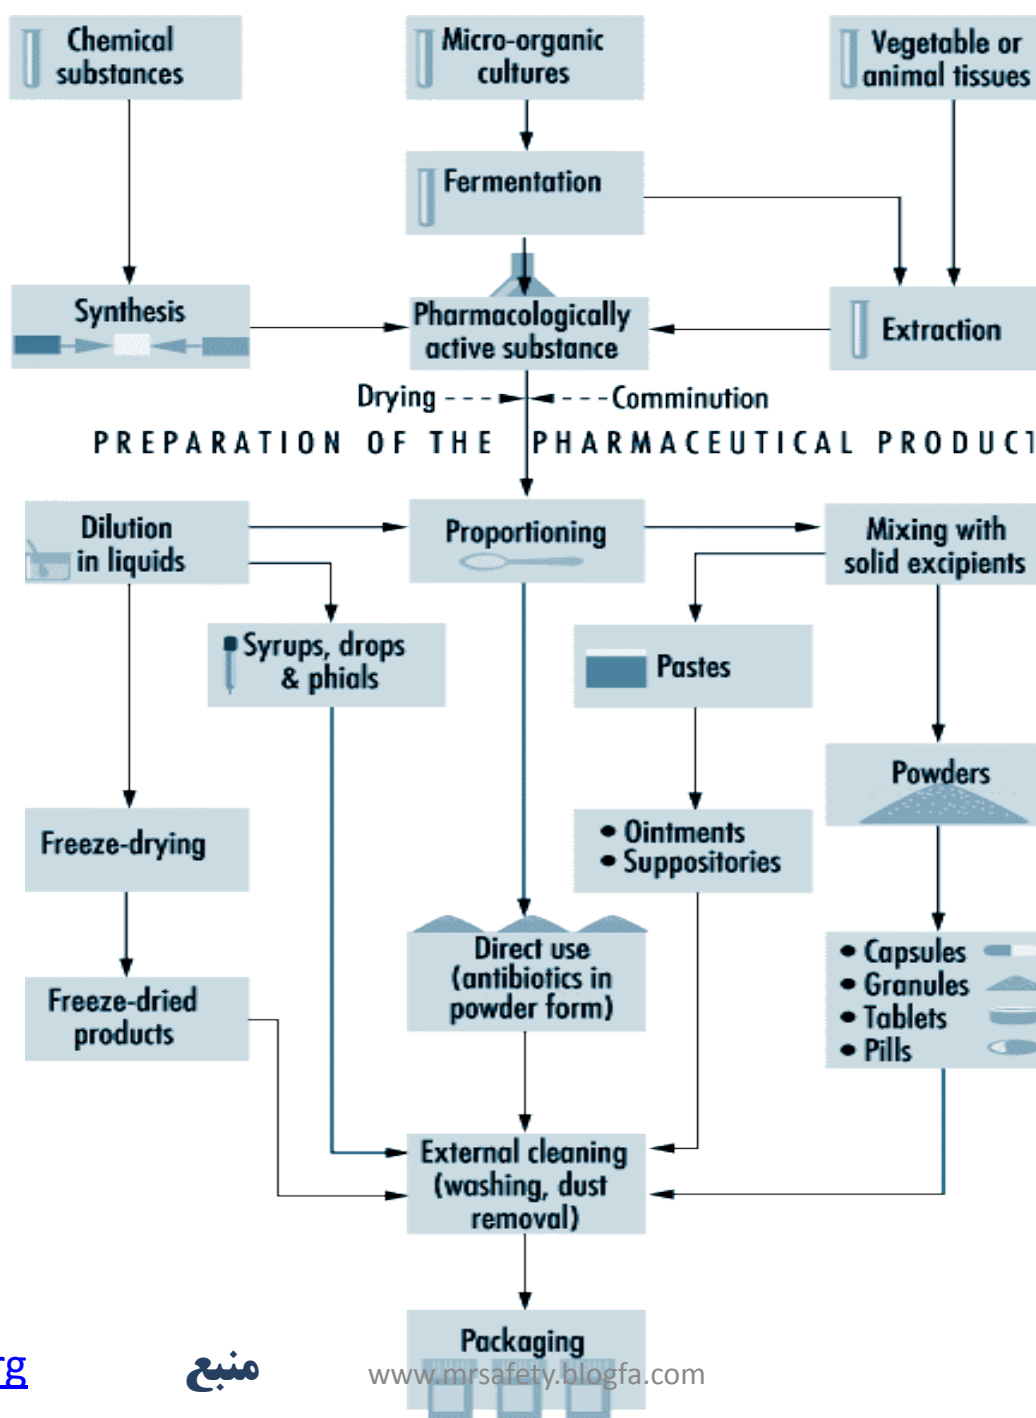 Chemical
substances
Micro-organic
cultures
Vegetable or
animal tissues
Fermentation
Synthesis
Pharmacologically
active substance
Extraction
Drying
Comminution
PREPARATION OF THE PHARMACEUTICAL PRODUCT
Dilution
in liquids
Proportioning
Mixing with
solid excipients
Syrups, drops
& phials
Pastes
Powders
Freeze-drying
• Ointments
• Suppositories
Direct use
(antibiotics in
powder form)
• Capsules
• Granules
• Tablets
• Pills
Freeze-dried
products
External cleaning
(washing, dust
removal)
Packaging
rg
منبع
www.mrsafety.blogfa.com